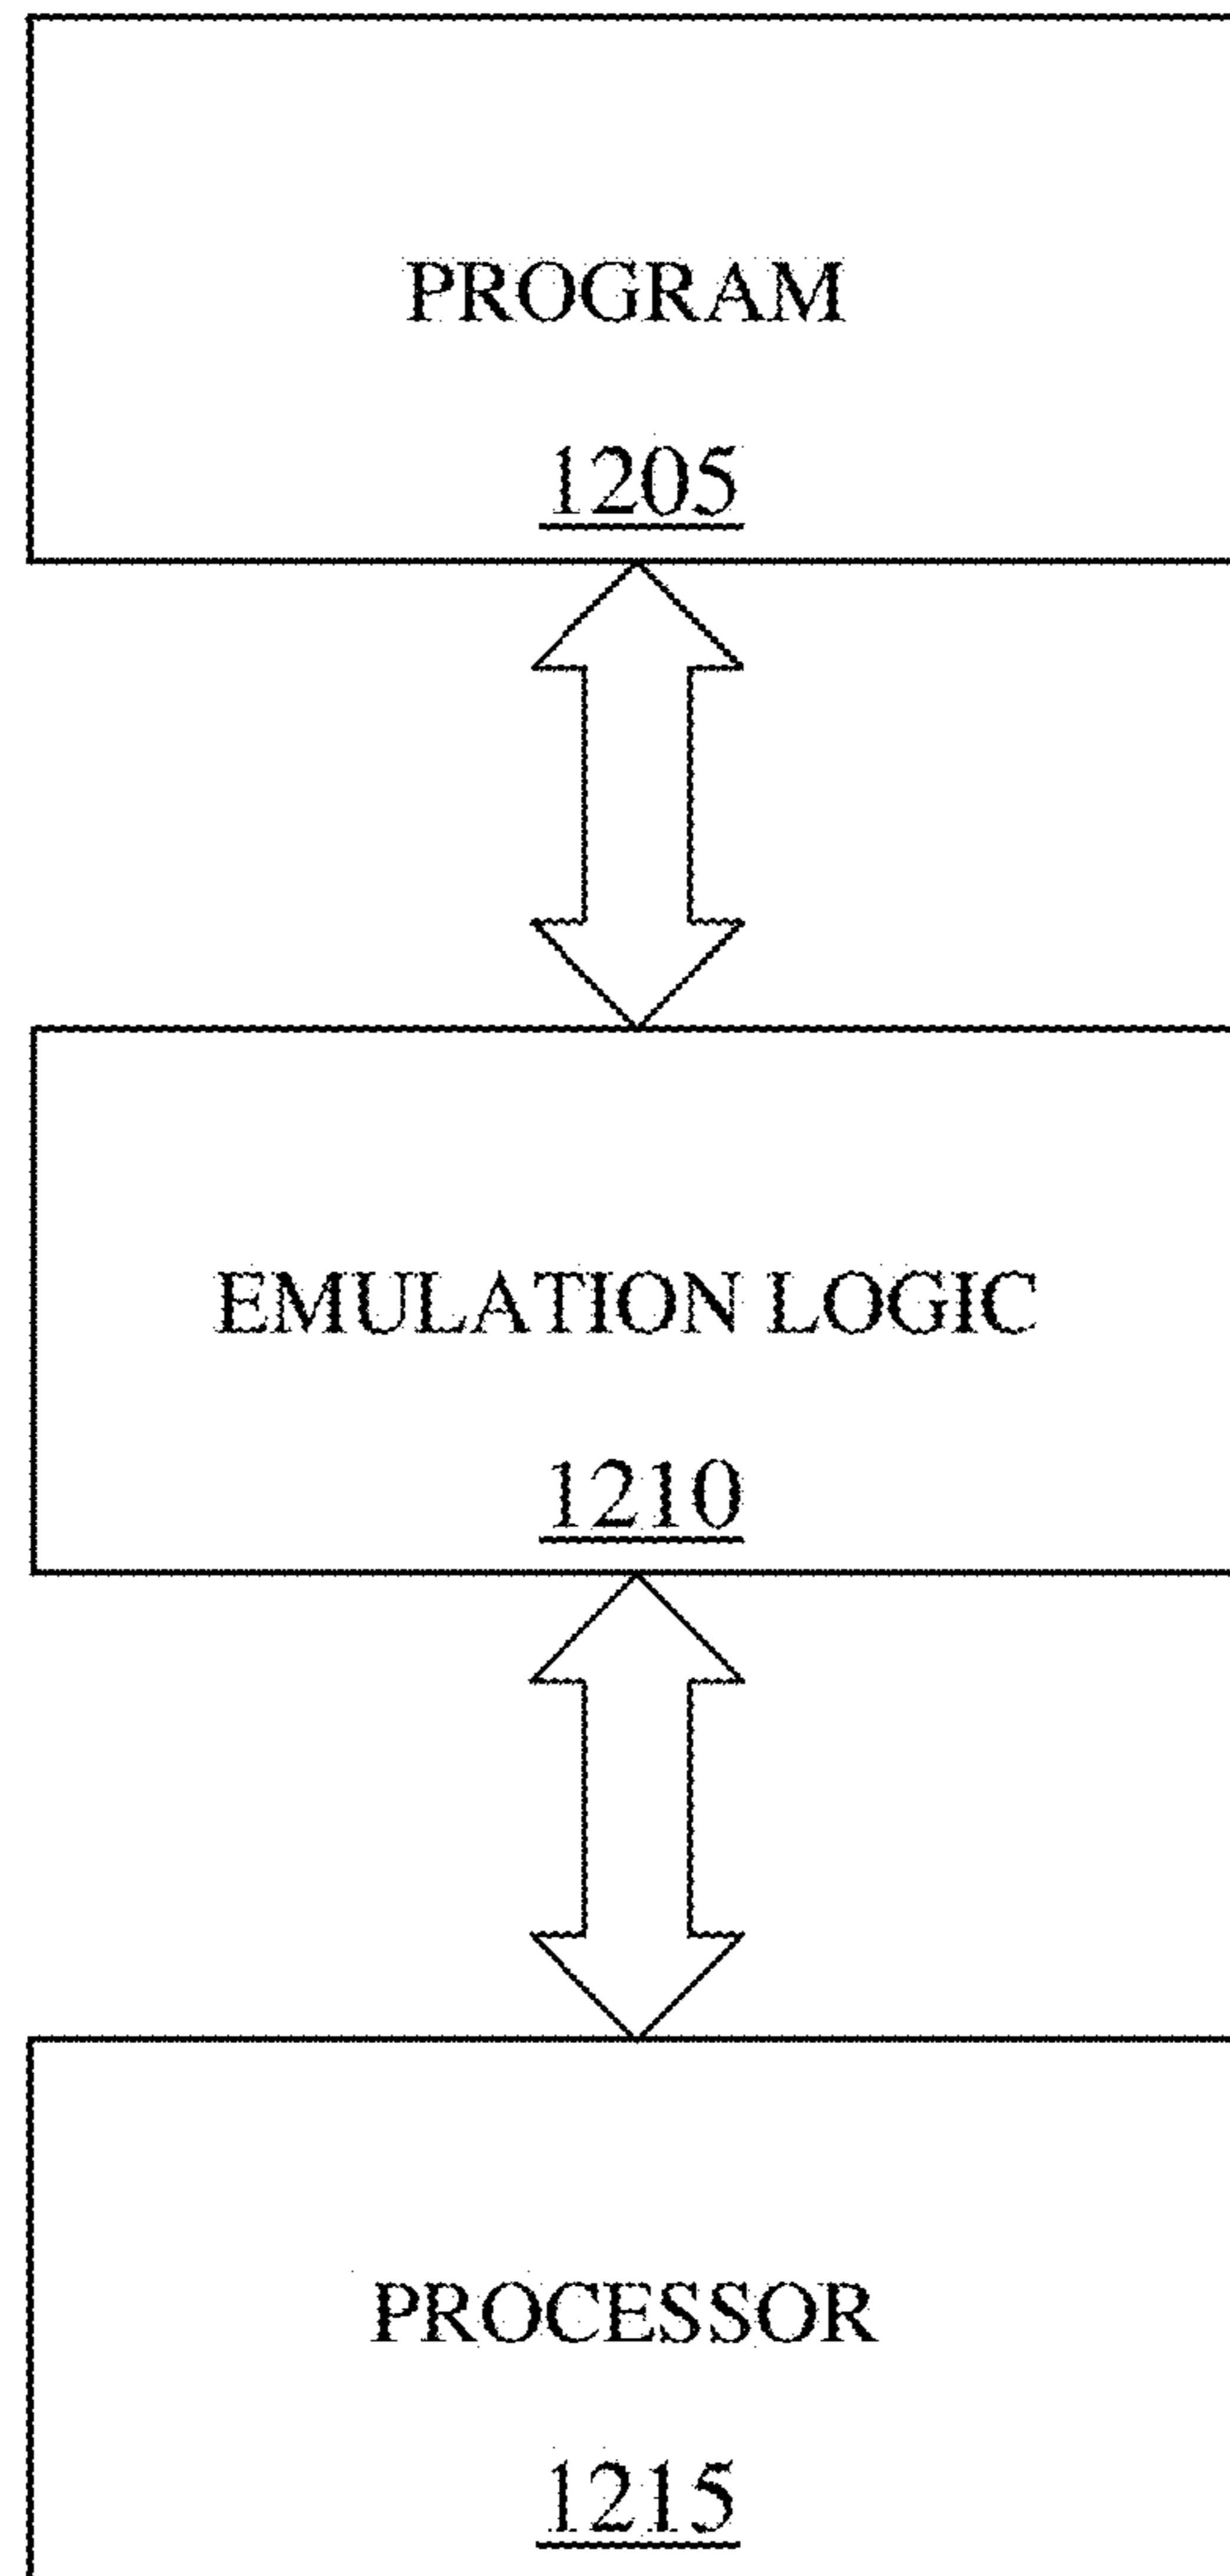 PROGRAM
1205
EMULATION LOGIC
1210
PROCESSOR
1215